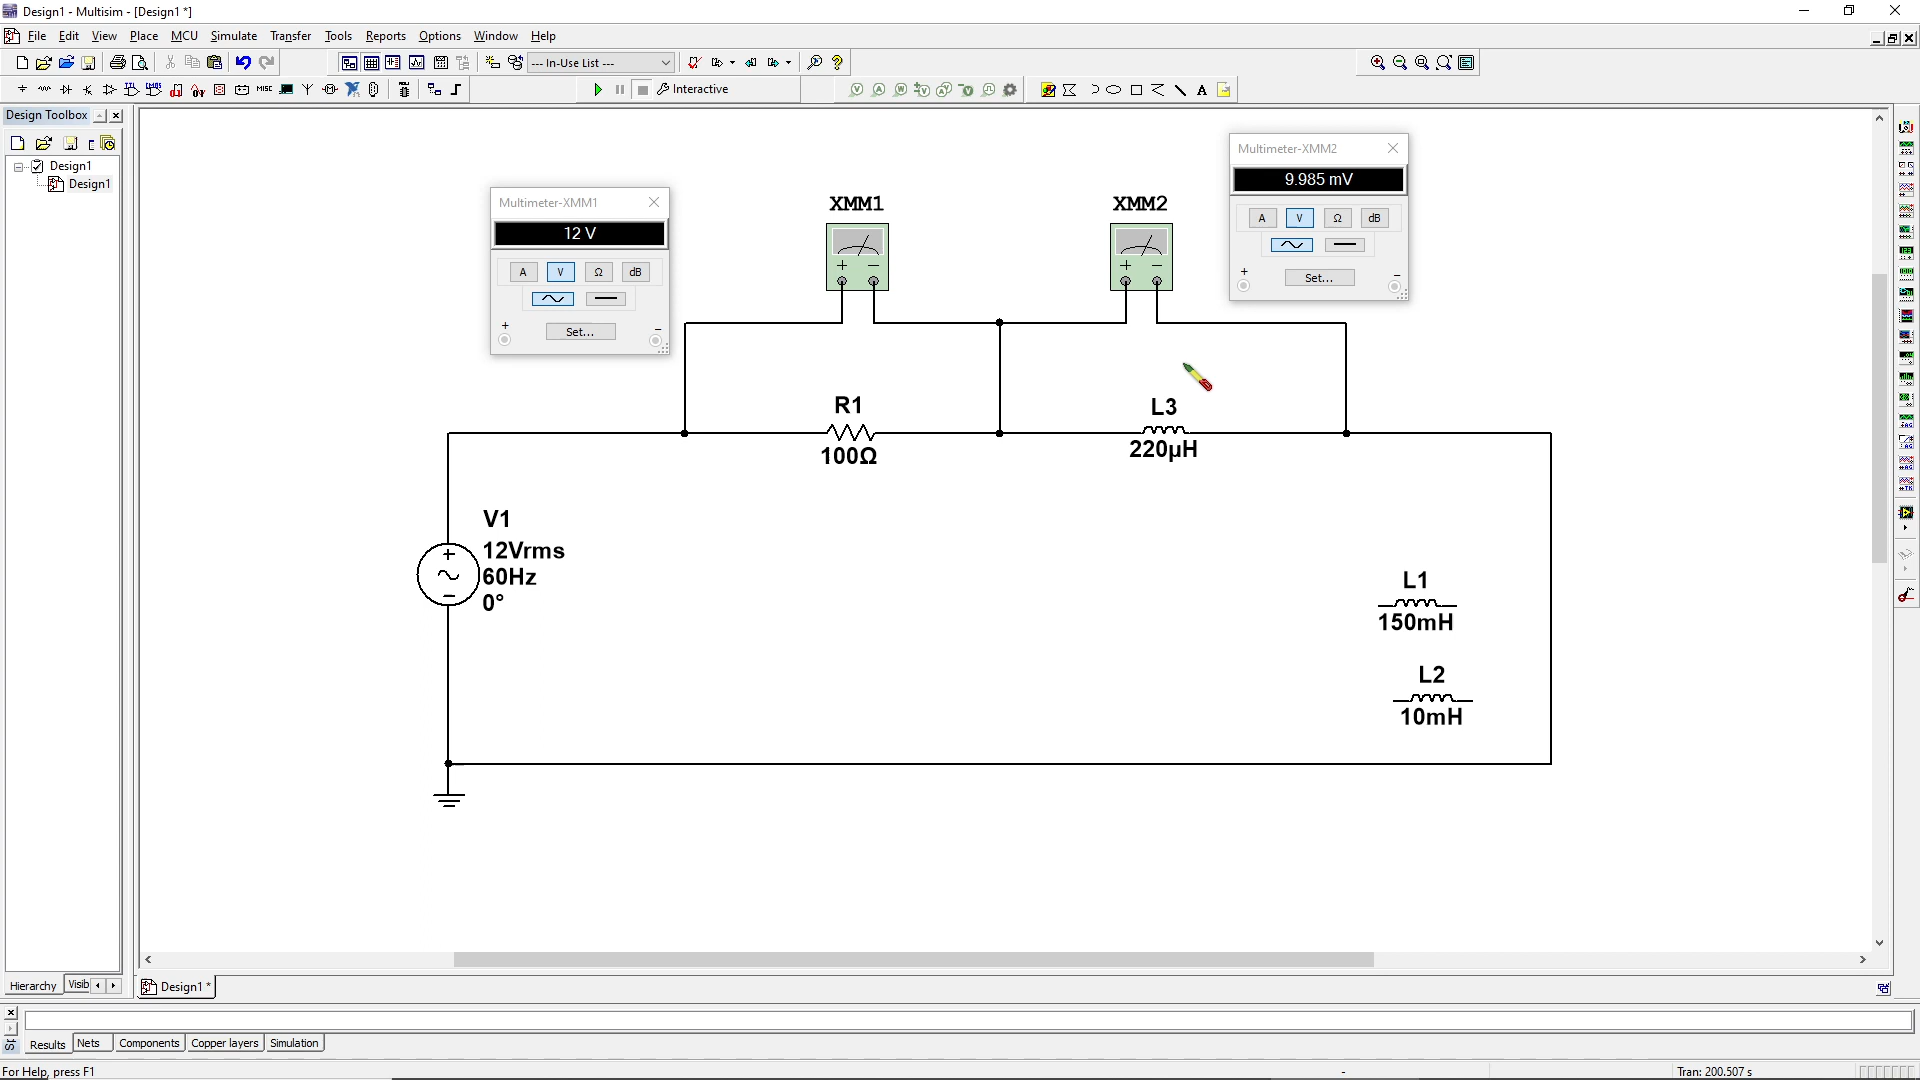 Design1 - Multisim - [Design1 *]
File Edit View Place MCU Simulate Transfer Tools Reports Options Window Help
--- In-Use List ---
MISC Interactive A
Design Toolbox
Design1
Design1
Multimeter-XMM2
9.985 mV
A V Ω dB
+ −
Set...
Multimeter-XMM1
12 V
A V Ω dB
+ −
Set...
XMM1
+ −
XMM2
+ −
R1
100Ω
L3
220µH
V1
12Vrms
60Hz
0°
L1
150mH
L2
10mH
Hierarchy Visib
Design1 *
Results Nets Components Copper layers Simulation
For Help, press F1
- Tran: 200.507 s